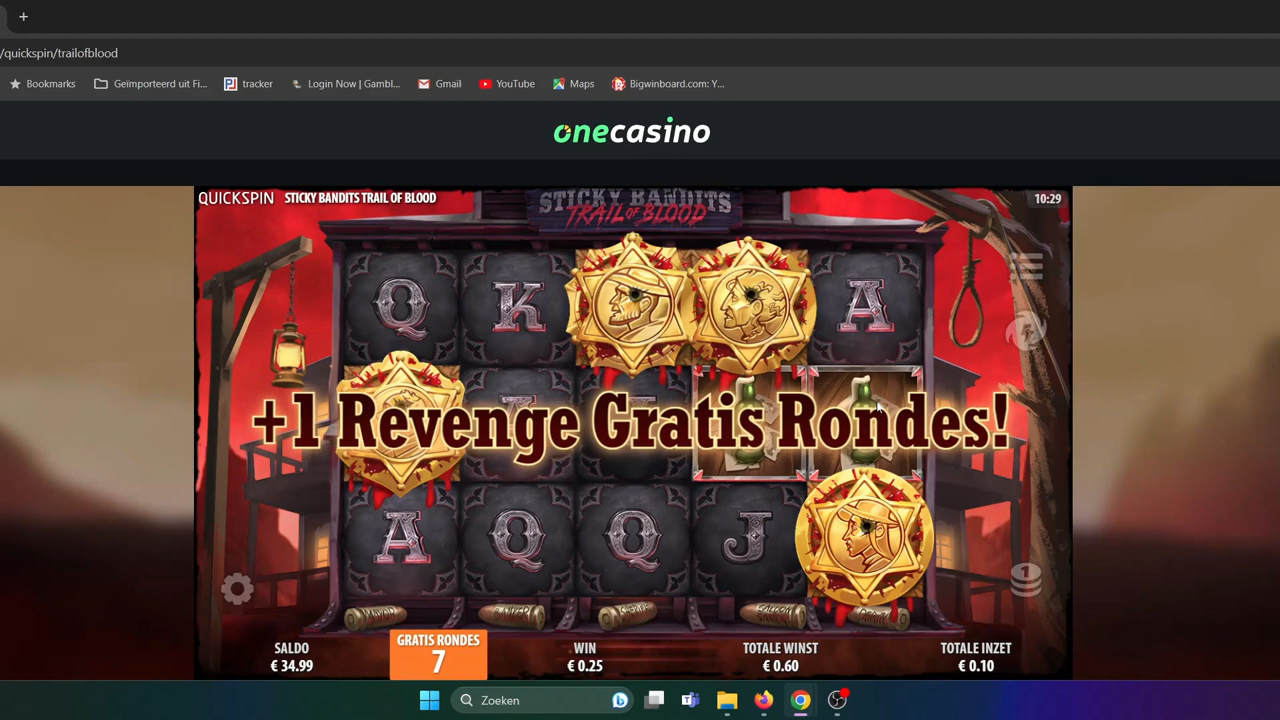 +
/quickspin/trailofblood
Bookmarks
Geïmporteerd uit Fi...
tracker
Login Now | Gambl...
Gmail
YouTube
Maps
Bigwinboard.com: Y...
onecasino
QUICKSPIN STICKY BANDITS TRAIL OF BLOOD
STICKY BANDITS
TRAIL OF BLOOD
10:29
Q K A
+1 Revenge Gratis Rondes!
A Q Q J
1
SALDO
€ 34.99
GRATIS RONDES
7
WIN
€ 0.25
TOTALE WINST
€ 0.60
TOTALE INZET
€ 0.10
Zoeken